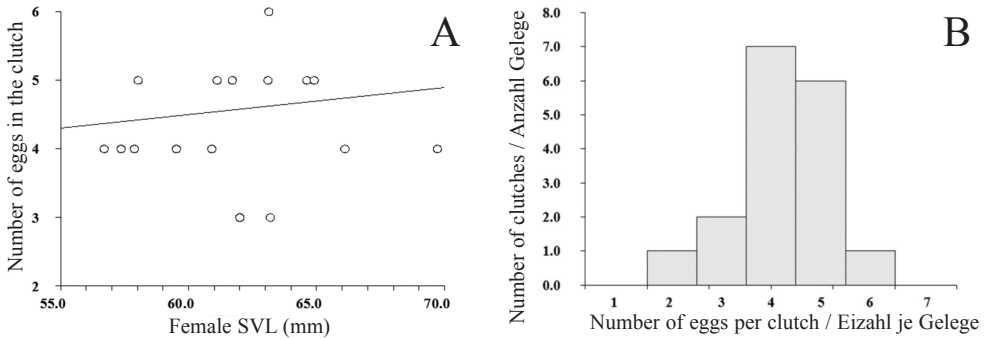 A
Number of eggs in the clutch
6
5
4
3
2
55.0 60.0 65.0 70.0
Female SVL (mm)
B
Number of clutches / Anzahl Gelege
8.0
7.0
6.0
5.0
4.0
3.0
2.0
1.0
0.0
1 2 3 4 5 6 7
Number of eggs per clutch / Eizahl je Gelege